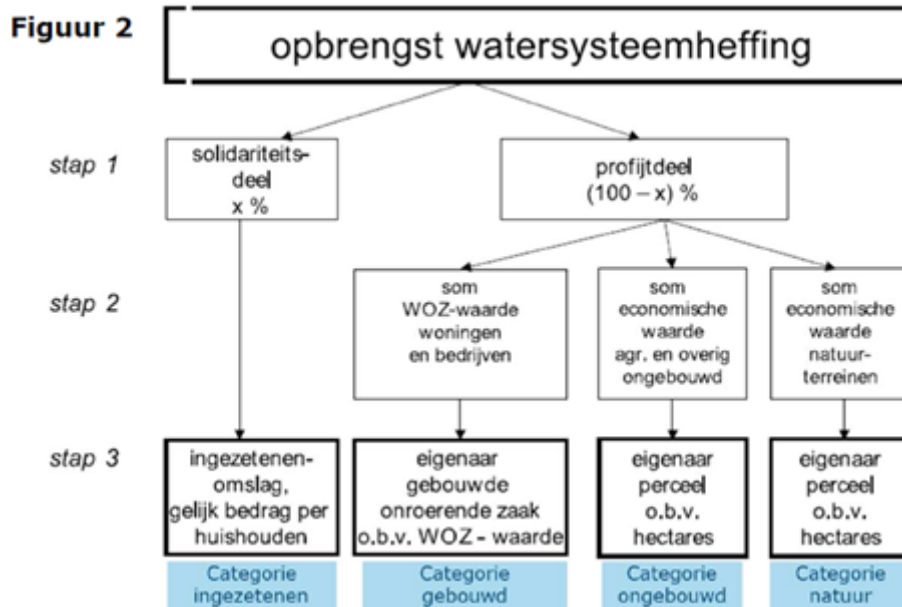 Figuur 2
opbrengst watersysteemheffing
stap 1
solidariteits-
deel
x %
profijtdeel
(100 – x) %
stap 2
som
WOZ-waarde
woningen
en bedrijven
som
economische
waarde
agr. en overig
ongebouwd
som
economische
waarde
natuur-
terreinen
stap 3
ingezetenen-
omslag,
gelijk bedrag per
huishouden
eigenaar
gebouwde
onroerende zaak
o.b.v. WOZ - waarde
eigenaar
perceel
o.b.v.
hectares
eigenaar
perceel
o.b.v.
hectares
Categorie
ingezetenen
Categorie
gebouwd
Categorie
ongebouwd
Categorie
natuur